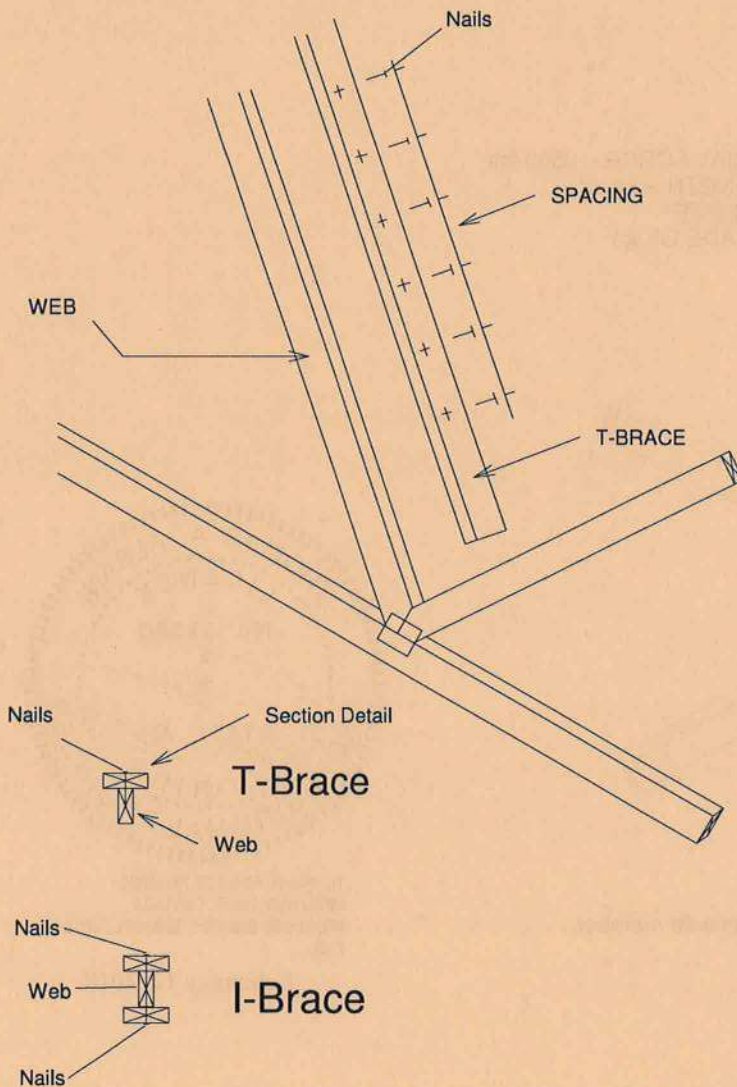 Nails
SPACING
WEB
T-BRACE
Nails
Section Detail
T-Brace
Web
Nails
Web
I-Brace
Nails